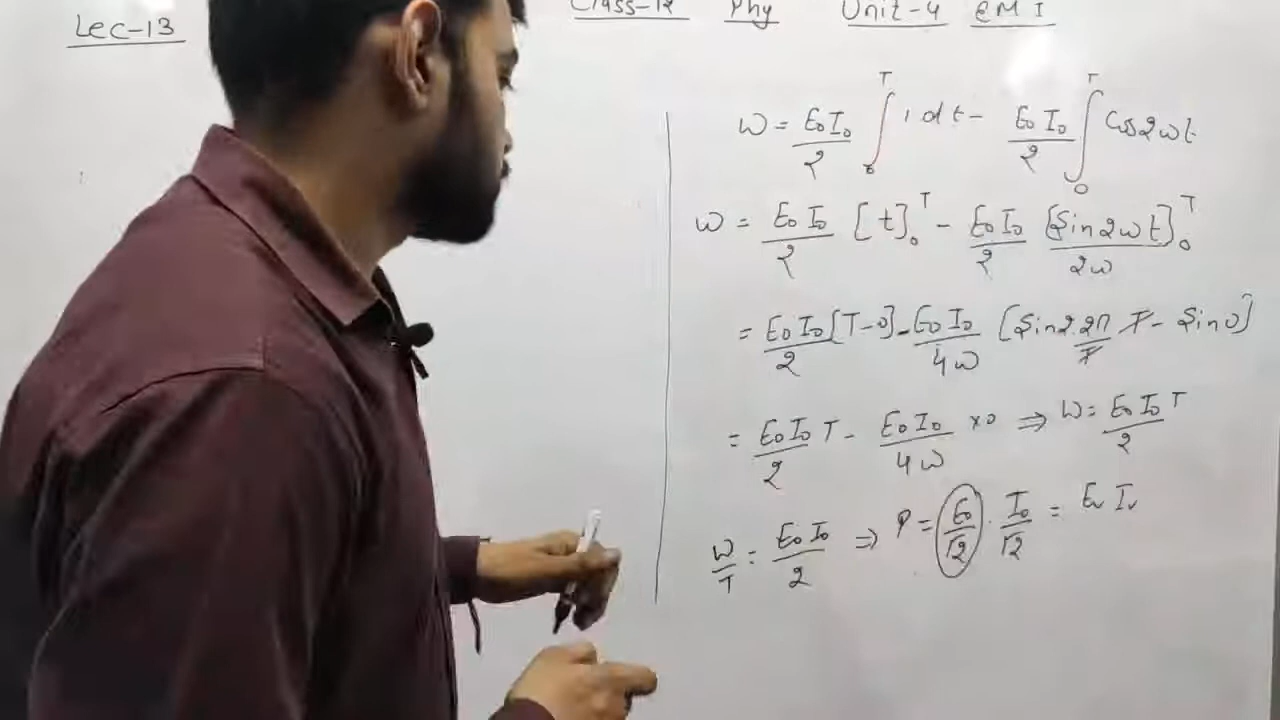 Lec-13 Class-12 Phy Unit-4 EMI
W = E₀I₀/2 ∫₀ᵀ 1 dt - E₀I₀/2 ∫₀ᵀ Cos2ωt
W = E₀I₀/2 [t]₀ᵀ - E₀I₀/2 [Sin2ωt]₀ᵀ/2ω
= E₀I₀/2 [T-0] - E₀I₀/4ω [Sin2.2π/T T - Sin0]
= E₀I₀/2 T - E₀I₀/4ω ×0 ⇒ W = E₀I₀T/2
W/T = E₀I₀/2 ⇒ P = E₀/√2 . I₀/√2 = Eᵥ Iᵥ